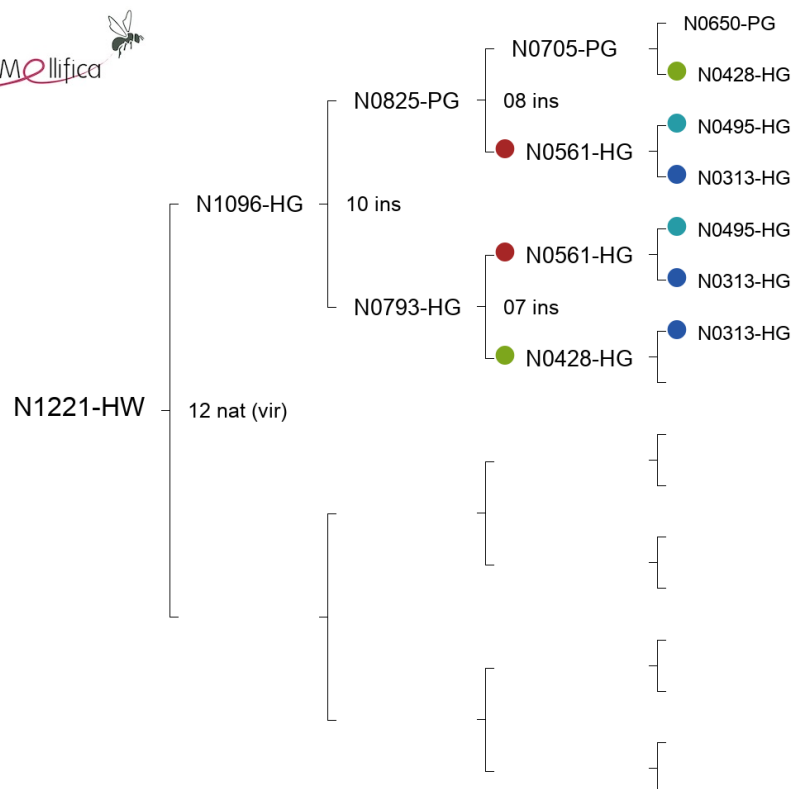 Mellifica
N0650-PG
N0705-PG
N0428-HG
N0825-PG
08 ins
N0495-HG
N0561-HG
N0313-HG
N1096-HG
10 ins
N0495-HG
N0561-HG
N0313-HG
N0793-HG
07 ins
N0313-HG
N0428-HG
N1221-HW
12 nat (vir)